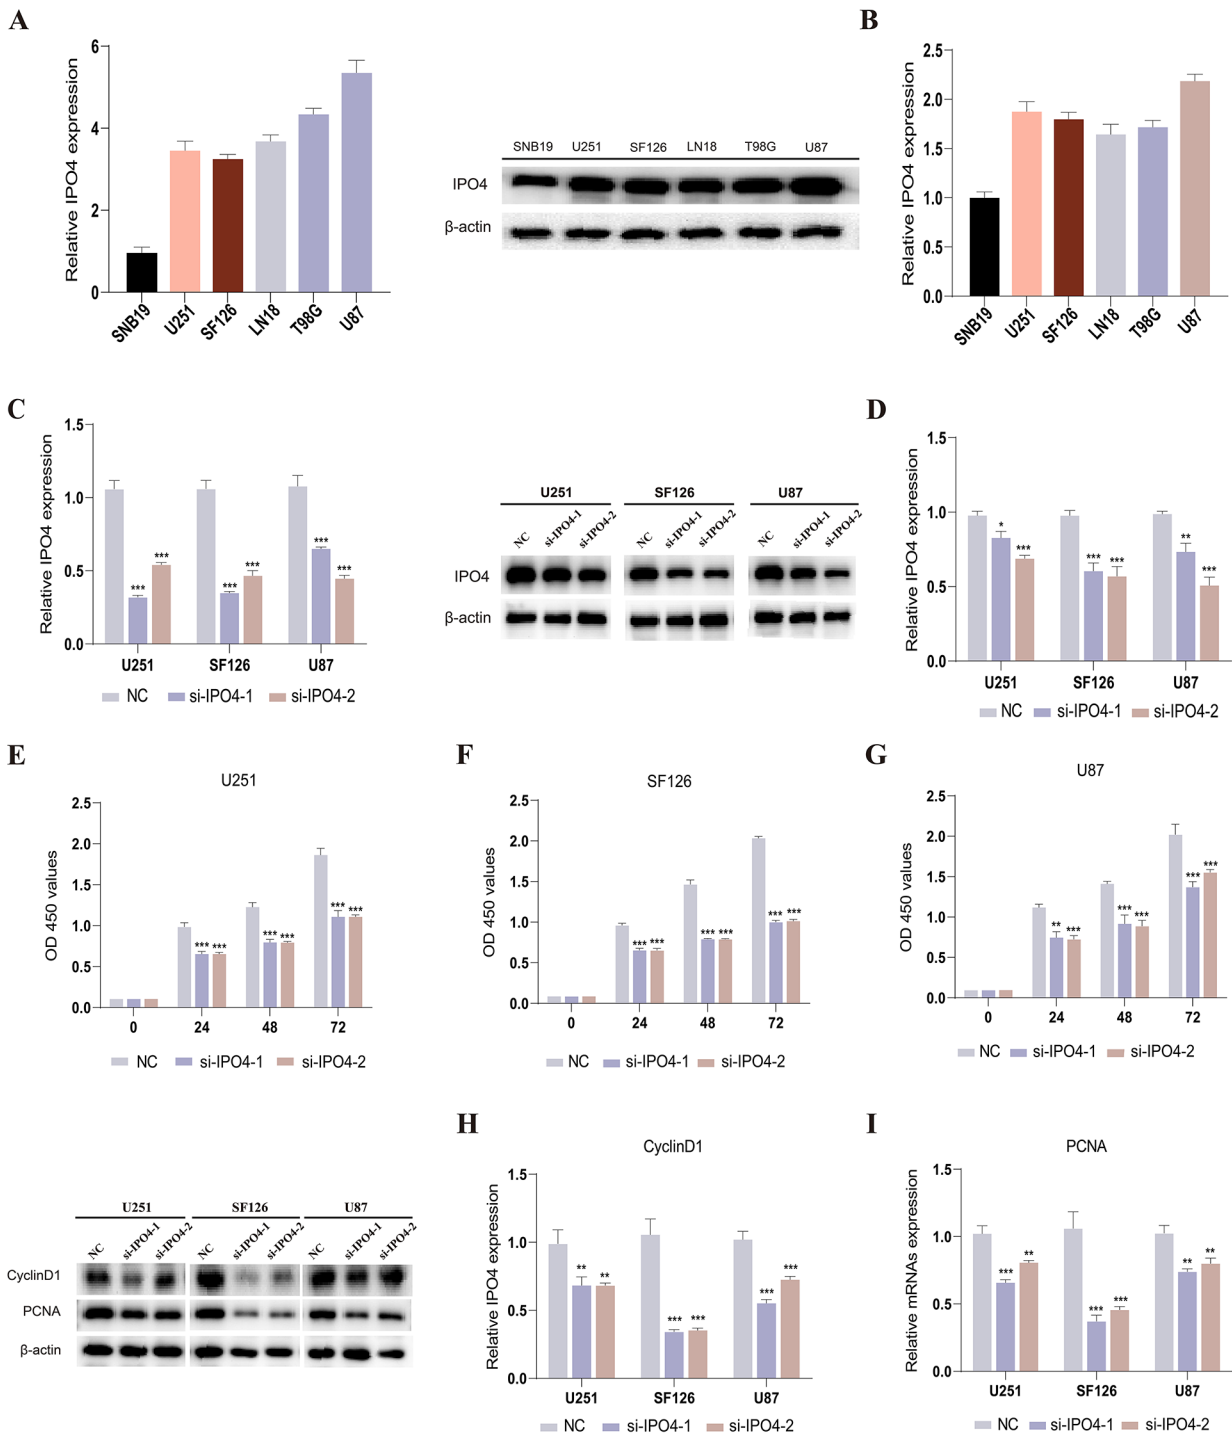 A
Relative IPO4 expression
6
4
2
0
SNB19
U251
SF126
LN18
T98G
U87
SNB19 U251 SF126 LN18 T98G U87
IPO4
β-actin
B
Relative IPO4 expression
2.5
2.0
1.5
1.0
0.5
0.0
SNB19
U251
SF126
LN18
T98G
U87
C
Relative IPO4 expression
1.5
1.0
0.5
0.0
*** *** *** *** *** ***
U251 SF126 U87
NC si-IPO4-1 si-IPO4-2
U251 SF126 U87
NC si-IPO4-1 si-IPO4-2 NC si-IPO4-1 si-IPO4-2 NC si-IPO4-1 si-IPO4-2
IPO4
β-actin
D
Relative IPO4 expression
1.5
1.0
0.5
0.0
* *** *** *** ** ***
U251 SF126 U87
NC si-IPO4-1 si-IPO4-2
E
U251
OD 450 values
2.5
2.0
1.5
1.0
0.5
0.0
*** *** *** *** *** ***
0 24 48 72
NC si-IPO4-1 si-IPO4-2
F
SF126
OD 450 values
2.5
2.0
1.5
1.0
0.5
0.0
*** *** *** *** *** ***
0 24 48 72
NC si-IPO4-1 si-IPO4-2
G
U87
OD 450 values
2.5
2.0
1.5
1.0
0.5
0.0
** *** *** *** *** ***
0 24 48 72
NC si-IPO4-1 si-IPO4-2
U251 SF126 U87
NC si-IPO4-1 si-IPO4-2 NC si-IPO4-1 si-IPO4-2 NC si-IPO4-1 si-IPO4-2
CyclinD1
PCNA
β-actin
H
CyclinD1
Relative IPO4 expression
1.5
1.0
0.5
0.0
** ** *** *** *** ***
U251 SF126 U87
NC si-IPO4-1 si-IPO4-2
I
PCNA
Relative mRNAs expression
1.5
1.0
0.5
0.0
*** ** *** *** ** **
U251 SF126 U87
NC si-IPO4-1 si-IPO4-2